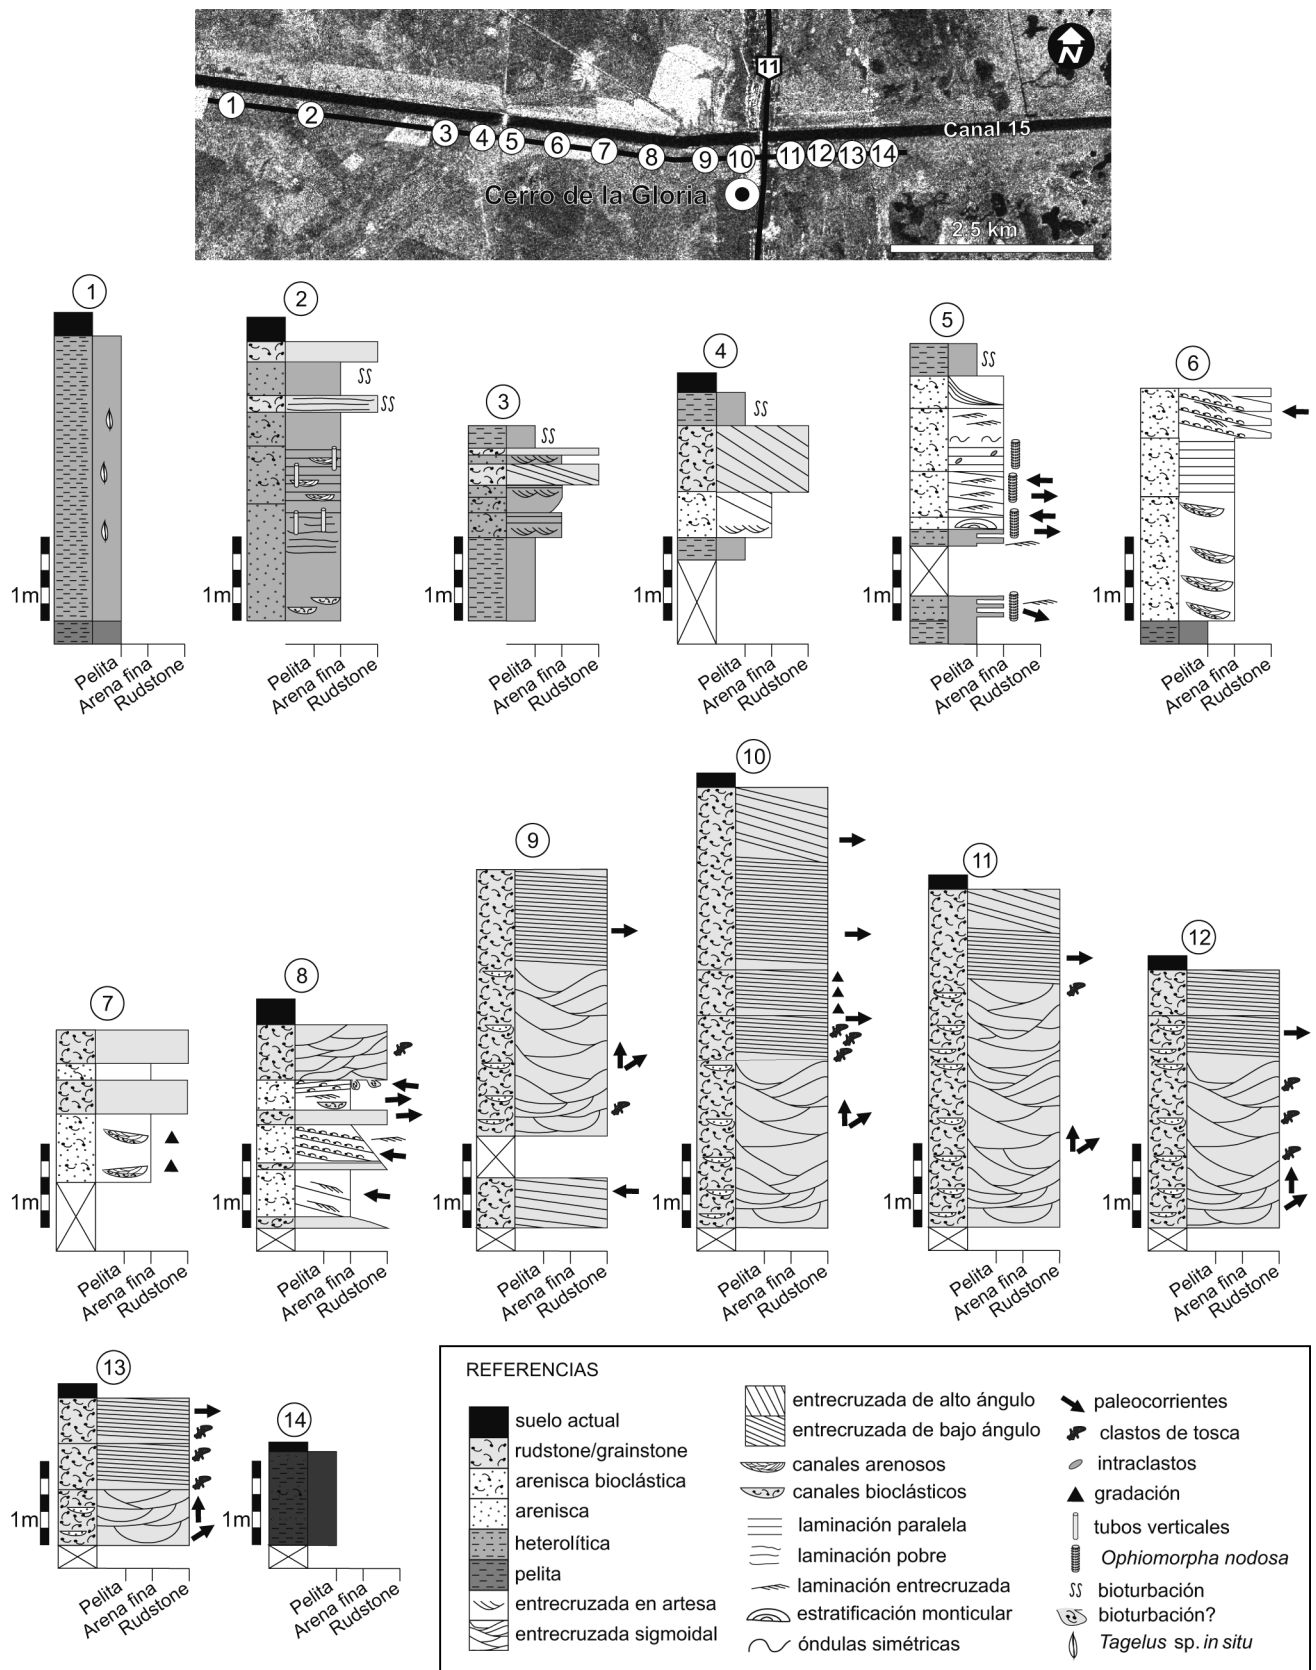 11
N
1 2 3 4 5 6 7 8 9 10 11 12 13 14
Canal 15
Cerro de la Gloria
2.5 km
1
1m
Pelita
Arena fina
Rudstone
2
1m
Pelita
Arena fina
Rudstone
3
1m
Pelita
Arena fina
Rudstone
4
1m
Pelita
Arena fina
Rudstone
5
1m
Pelita
Arena fina
Rudstone
6
1m
Pelita
Arena fina
Rudstone
7
1m
Pelita
Arena fina
Rudstone
8
1m
Pelita
Arena fina
Rudstone
9
1m
Pelita
Arena fina
Rudstone
10
1m
Pelita
Arena fina
Rudstone
11
1m
Pelita
Arena fina
Rudstone
12
1m
Pelita
Arena fina
Rudstone
13
1m
Pelita
Arena fina
Rudstone
14
1m
Pelita
Arena fina
Rudstone
REFERENCIAS
suelo actual
rudstone/grainstone
arenisca bioclástica
arenisca
heterolítica
pelita
entrecruzada en artesa
entrecruzada sigmoidal
entrecruzada de alto ángulo
entrecruzada de bajo ángulo
canales arenosos
canales bioclásticos
laminación paralela
laminación pobre
laminación entrecruzada
estratificación monticular
óndulas simétricas
paleocorrientes
clastos de tosca
intraclastos
gradación
tubos verticales
Ophiomorpha nodosa
bioturbación
bioturbación?
Tagelus sp. in situ